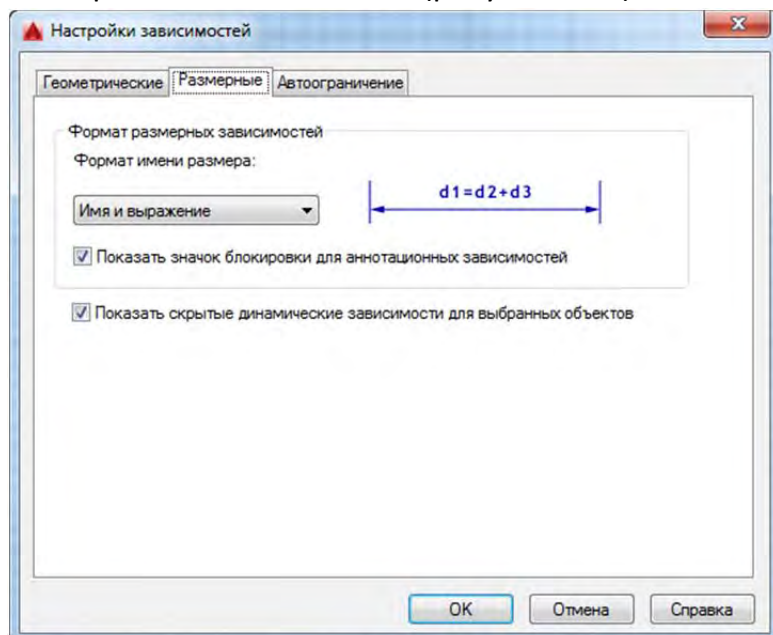 Настройки зависимостей
Геометрические Размерные Автоограничение
Формат размерных зависимостей
Формат имени размера:
Имя и выражение
d1=d2+d3
Показать значок блокировки для аннотационных зависимостей
Показать скрытые динамические зависимости для выбранных объектов
OK Отмена Справка